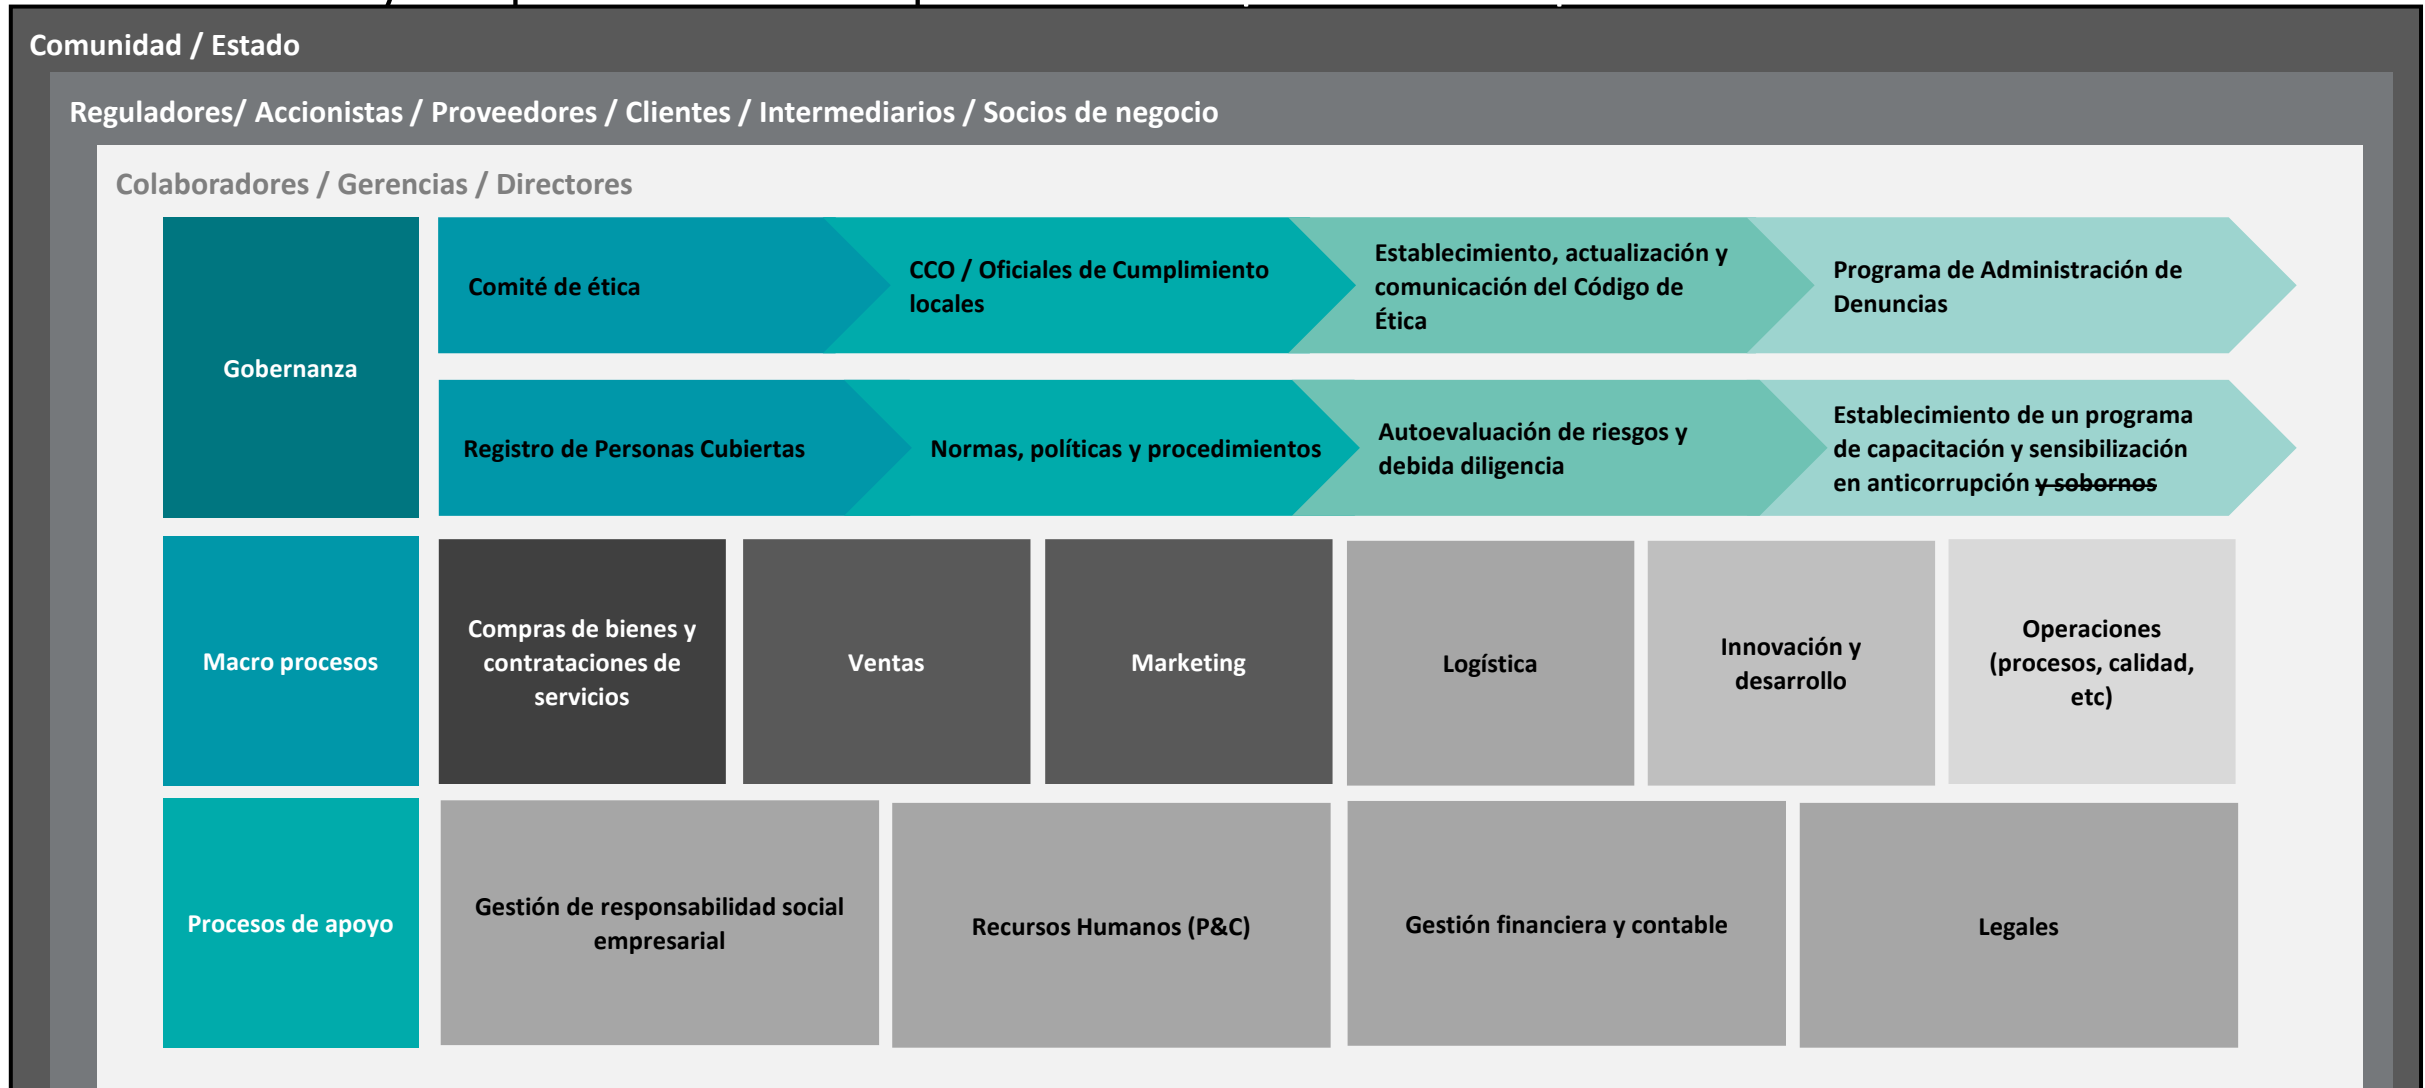 Comunidad / Estado
Reguladores/ Accionistas / Proveedores / Clientes / Intermediarios / Socios de negocio
Colaboradores / Gerencias / Directores
Gobernanza
Comité de ética
CCO / Oficiales de Cumplimiento
locales
Establecimiento, actualización y
comunicación del Código de
Ética
Programa de Administración de
Denuncias
Registro de Personas Cubiertas
Normas, políticas y procedimientos
Autoevaluación de riesgos y
debida diligencia
Establecimiento de un programa
de capacitación y sensibilización
en anticorrupción y sobornos
Macro procesos
Compras de bienes y
contrataciones de
servicios
Ventas
Marketing
Logística
Innovación y
desarrollo
Operaciones
(procesos, calidad,
etc)
Procesos de apoyo
Gestión de responsabilidad social
empresarial
Recursos Humanos (P&C)
Gestión financiera y contable
Legales